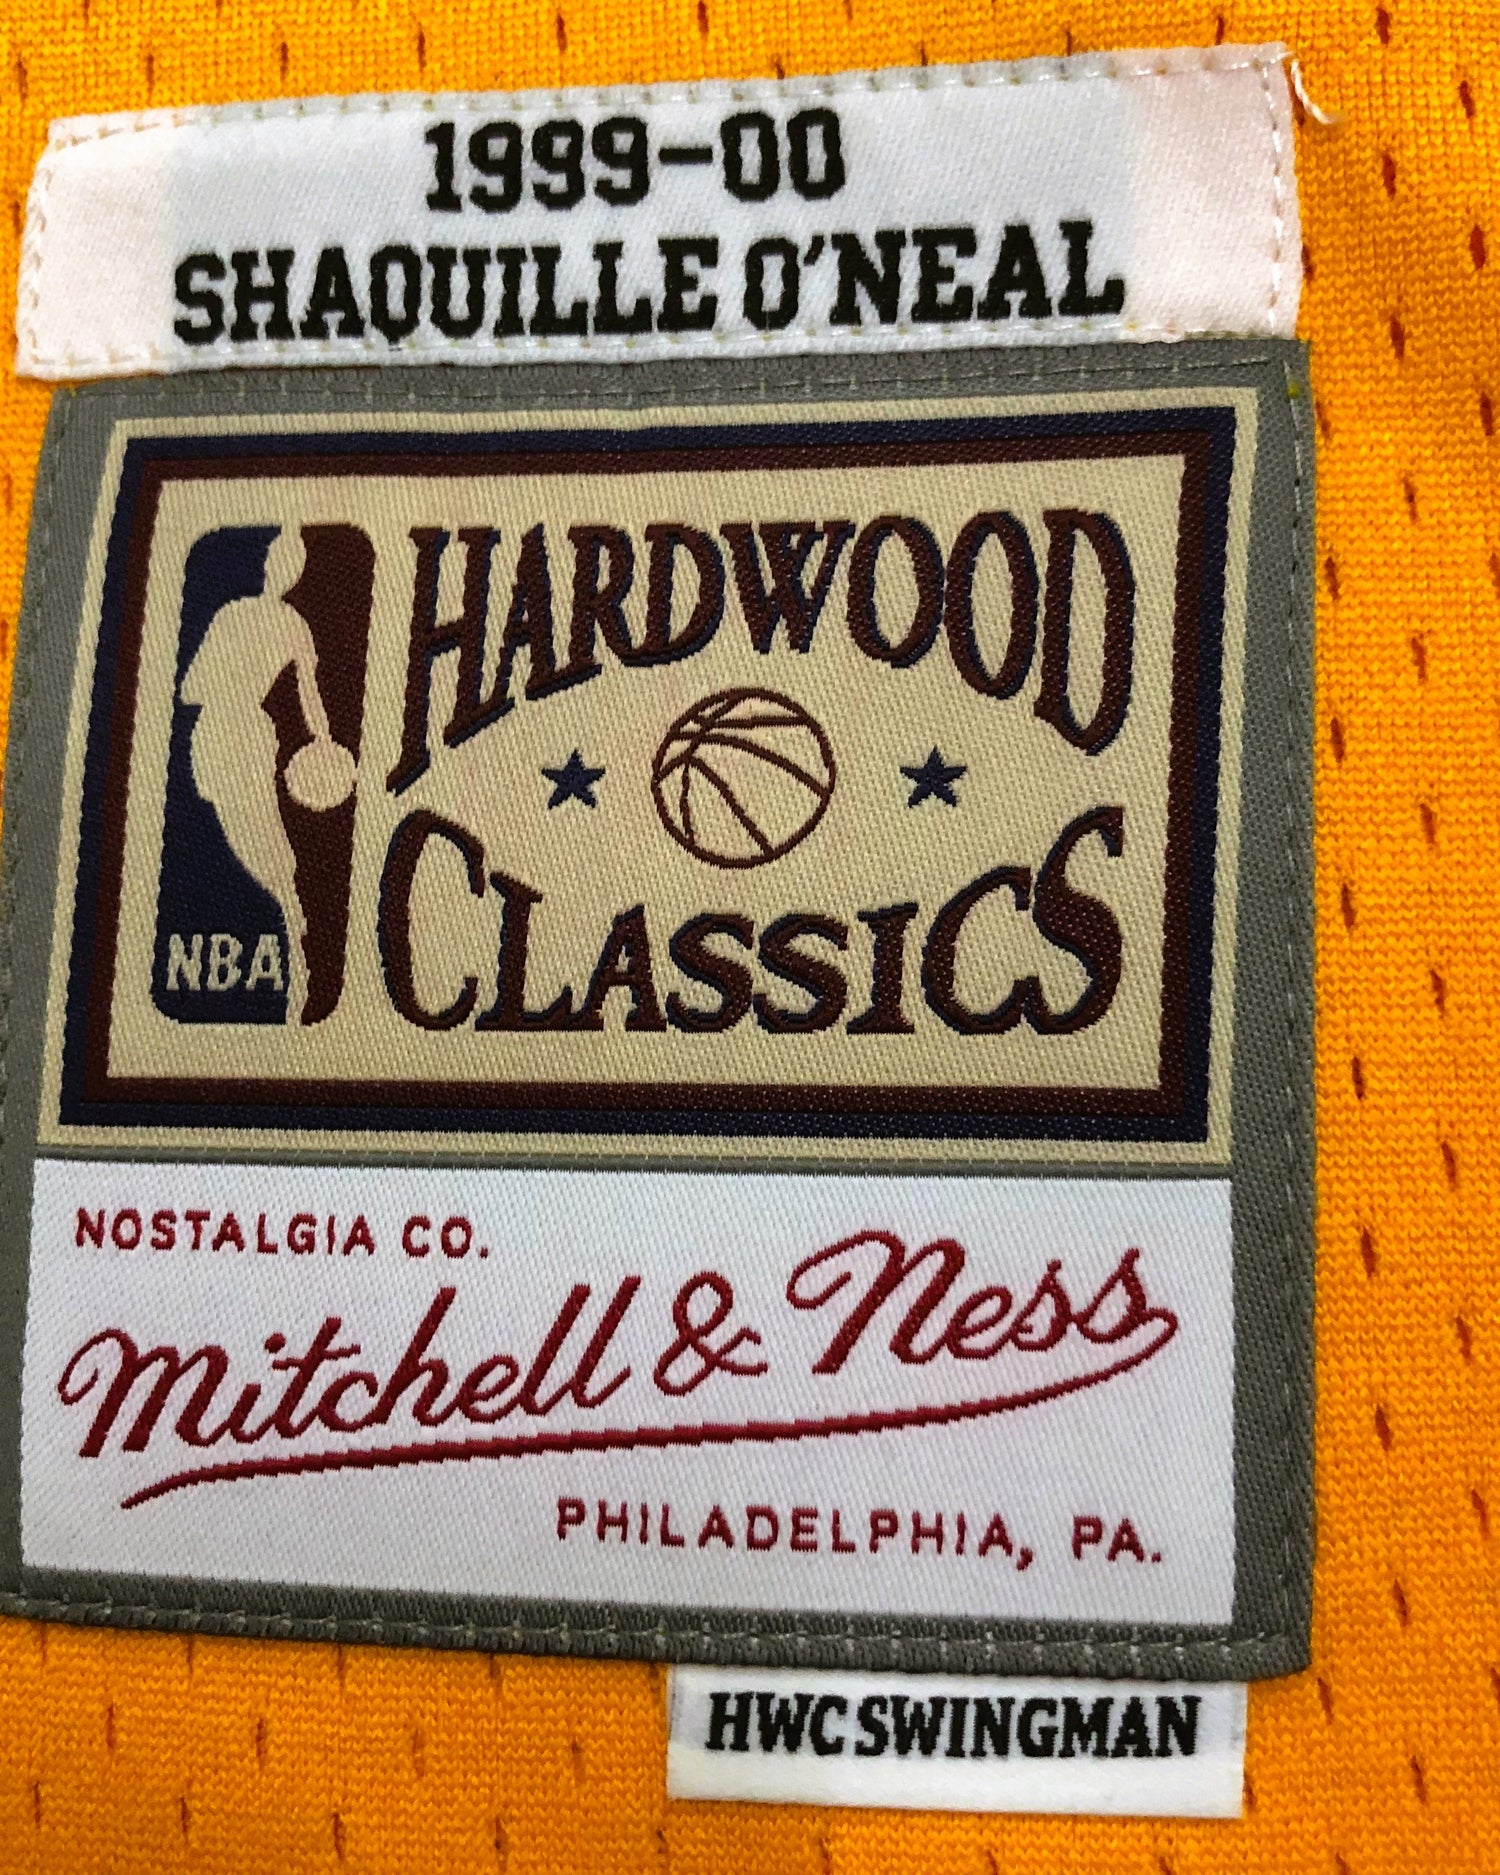 1999-00
SHAQUILLE O'NEAL
HARDWOOD
CLASSICS
NBA
NOSTALGIA CO.
Mitchell & Ness
PHILADELPHIA, PA.
HWC SWINGMAN